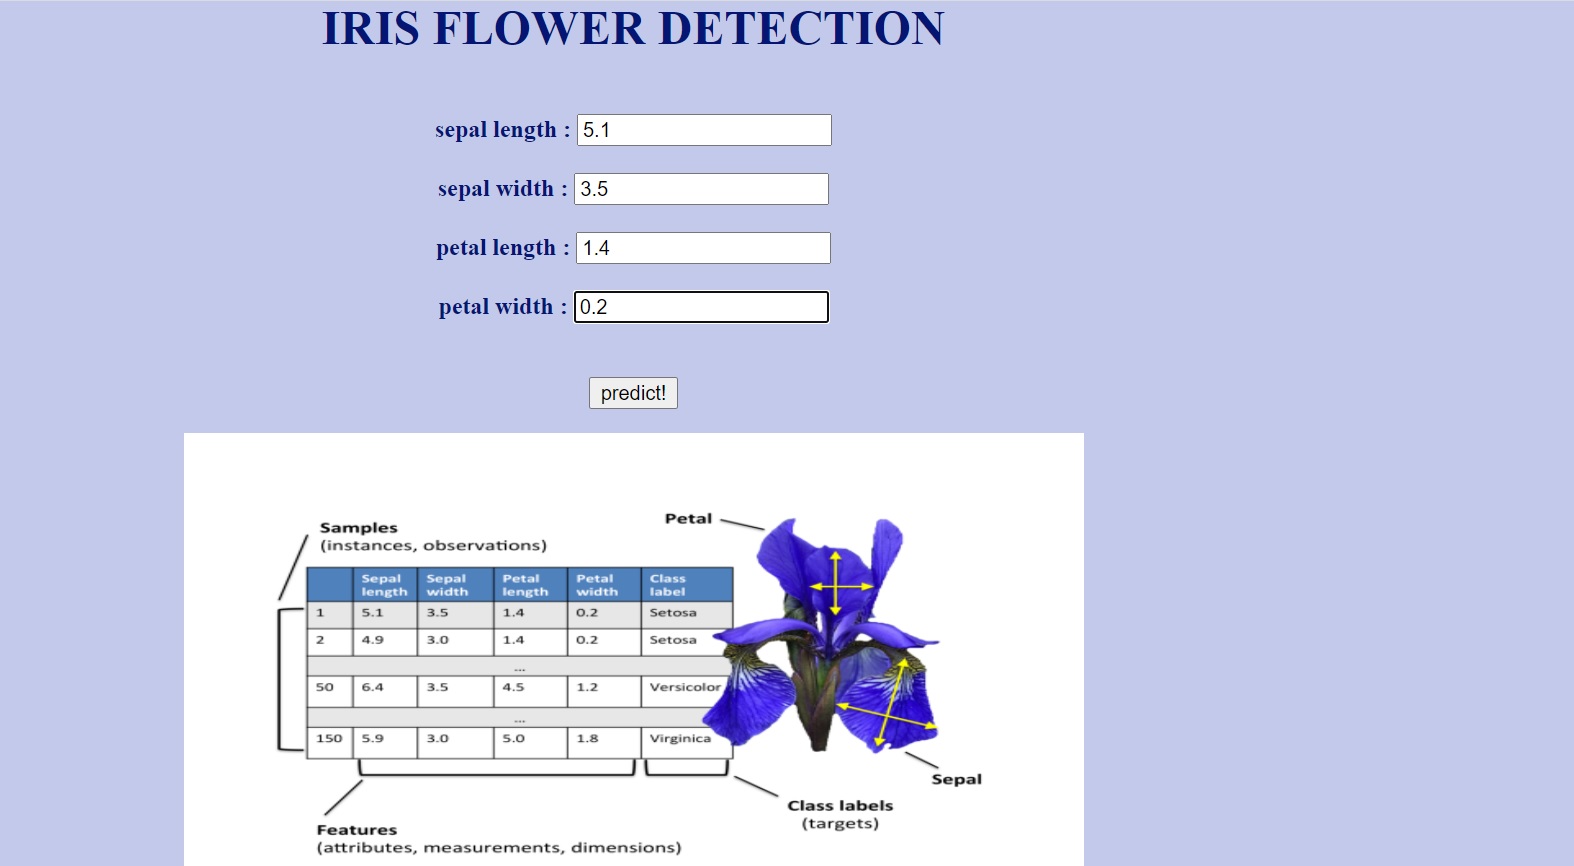 IRIS FLOWER DETECTION
sepal length : 5.1
sepal width : 3.5
petal length : 1.4
petal width : 0.2
predict!
Samples
(instances, observations)
Petal
Sepal length Sepal width Petal length Petal width Class label
1 5.1 3.5 1.4 0.2 Setosa
2 4.9 3.0 1.4 0.2 Setosa
...
50 6.4 3.5 4.5 1.2 Versicolor
...
150 5.9 3.0 5.0 1.8 Virginica
Sepal
Class labels
(targets)
Features
(attributes, measurements, dimensions)